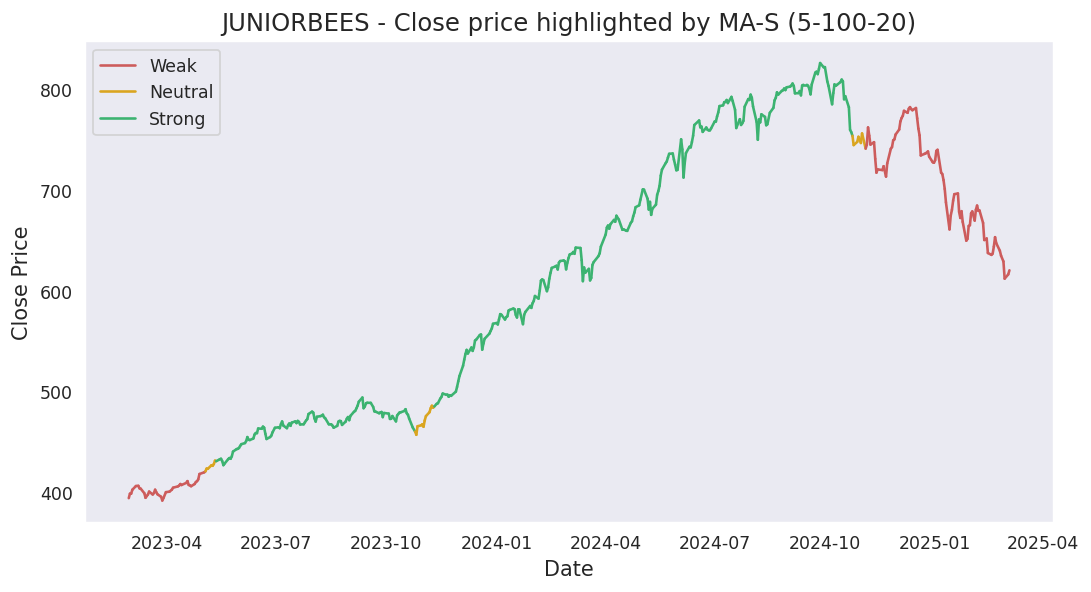 JUNIORBEES - Close price highlighted by MA-S (5-100-20)
Weak
Neutral
Strong
Close Price
800
700
600
500
400
2023-04 2023-07 2023-10 2024-01 2024-04 2024-07 2024-10 2025-01 2025-04
Date